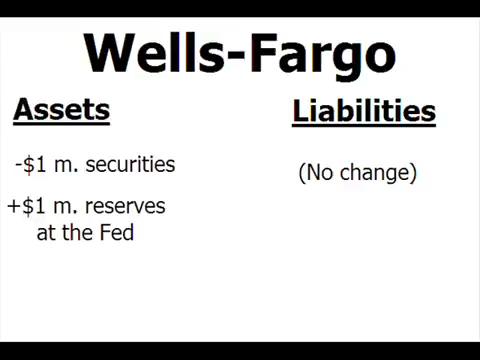 Wells-Fargo
Assets
Liabilities
-$1 m. securities
(No change)
+$1 m. reserves
at the Fed